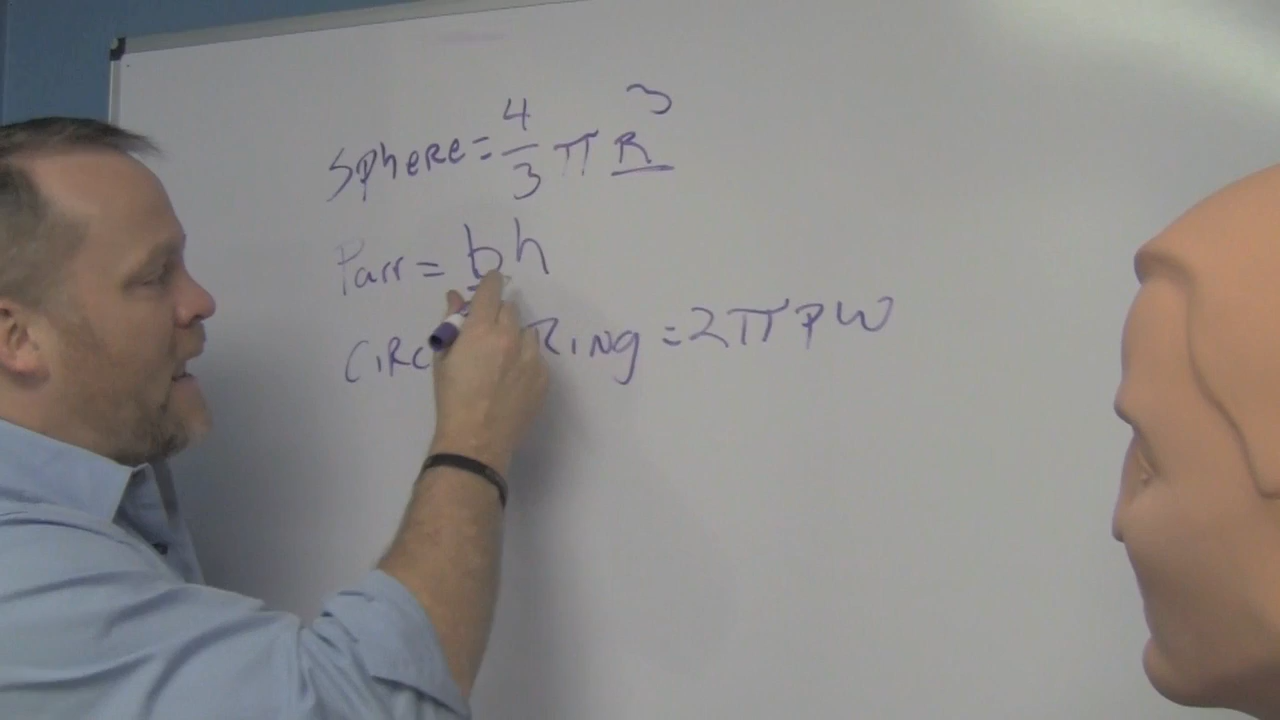 Sphere = 4/3 π R³
Parr = bh
Ring = 2πPW